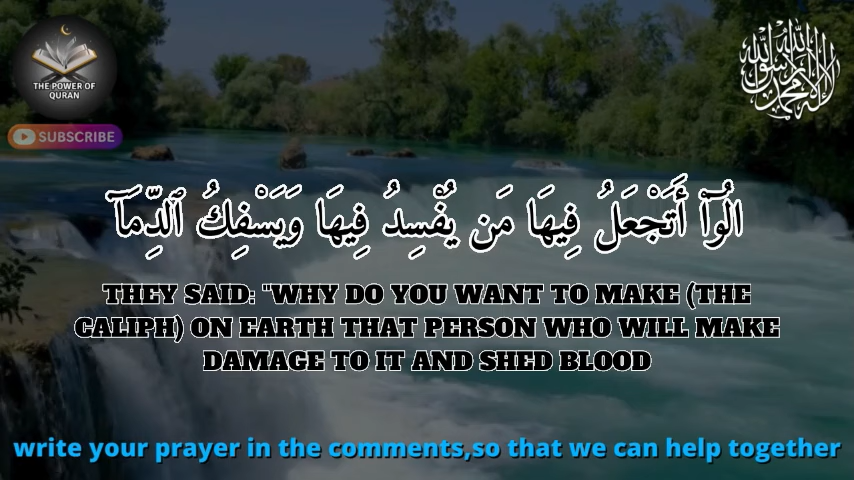 THE POWER OF
QURAN
SUBSCRIBE
الُوٓا۟ أَتَجْعَلُ فِيهَا مَن يُفْسِدُ فِيهَا وَيَسْفِكُ ٱلدِّمَآ
THEY SAID: "WHY DO YOU WANT TO MAKE (THE
CALIPH) ON EARTH THAT PERSON WHO WILL MAKE
DAMAGE TO IT AND SHED BLOOD
write your prayer in the comments,so that we can help together